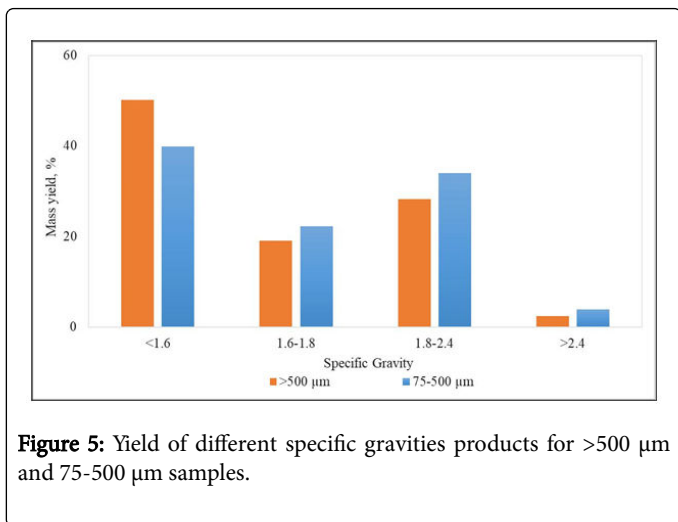 60
40
20
0
Mass yield, %
<1.6
1.6-1.8
1.8-2.4
>2.4
Specific Gravity
>500 µm
75-500 µm
Figure 5: Yield of different specific gravities products for >500 µm
and 75-500 µm samples.